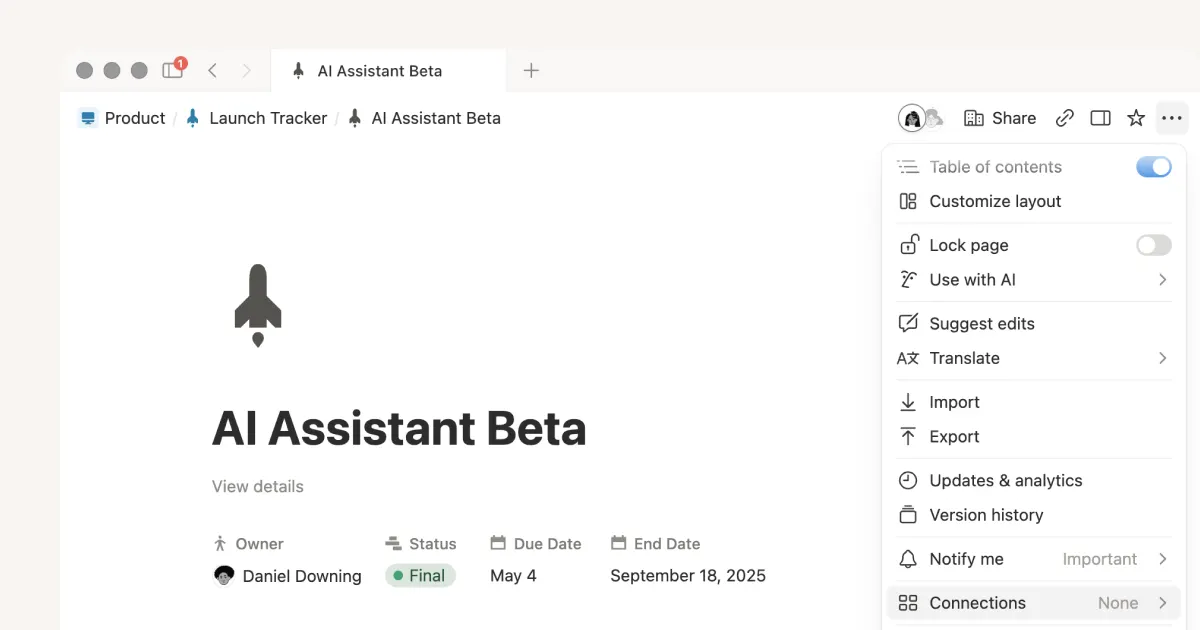 1
AI Assistant Beta
Product / Launch Tracker / AI Assistant Beta
Share
Table of contents
Customize layout
Lock page
Use with AI
Suggest edits
Translate
Import
Export
Updates & analytics
Version history
Notify me Important
Connections None
AI Assistant Beta
View details
Owner Status Due Date End Date
Daniel Downing Final May 4 September 18, 2025